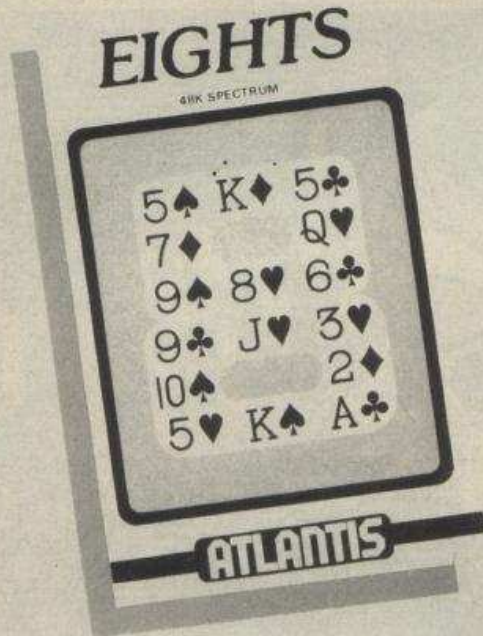 EIGHTS
48K SPECTRUM
5♠ K♦ 5♣
7♦ Q♥
9♠ 8♥ 6♣
9♣ J♥ 3♥
10♠ 2♦
5♥ K♠ A♣
ATLANTIS